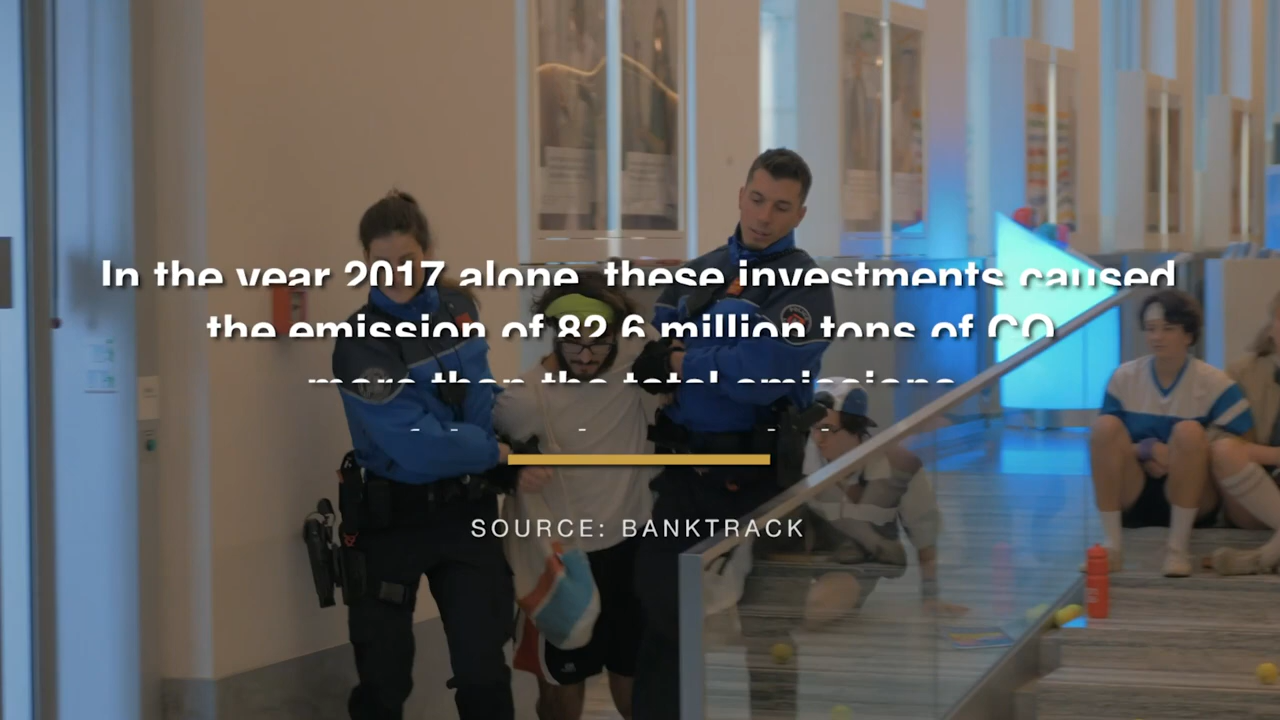 In the year 2017 alone, these investments caused
the emission of 82.6 million tons of CO
more than the total emissions
SOURCE: BANKTRACK